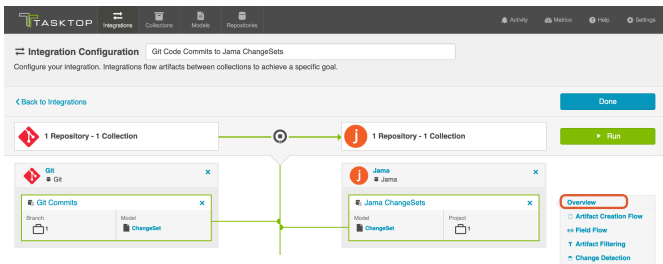 TASKTOP
Integrations
Collections
Models
Repositories
Activity
Metrics
Help
Settings
Integration Configuration
Git Code Commits to Jama ChangeSets
Configure your integration. Integrations flow artifacts between collections to achieve a specific goal.
Back to Integrations
Done
1 Repository - 1 Collection
1 Repository - 1 Collection
Run
Git
Git
Jama
Jama
Git Commits
Jama ChangeSets
Branch
1
Model
ChangeSet
Model
ChangeSet
Project
1
Overview
Artifact Creation Flow
Field Flow
Artifact Filtering
Change Detection